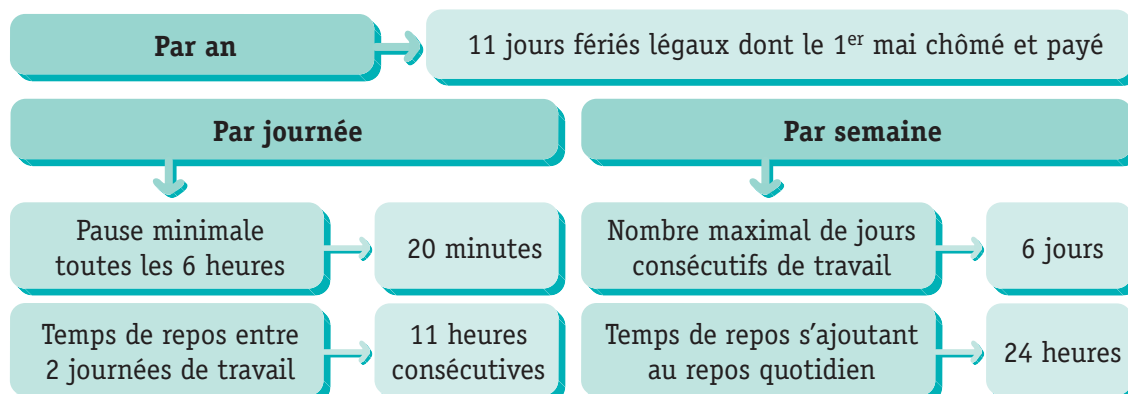 Par an
11 jours fériés légaux dont le 1er mai chômé et payé
Par journée
Pause minimale
toutes les 6 heures
20 minutes
Temps de repos entre
2 journées de travail
11 heures
consécutives
Par semaine
Nombre maximal de jours
consécutifs de travail
6 jours
Temps de repos s'ajoutant
au repos quotidien
24 heures